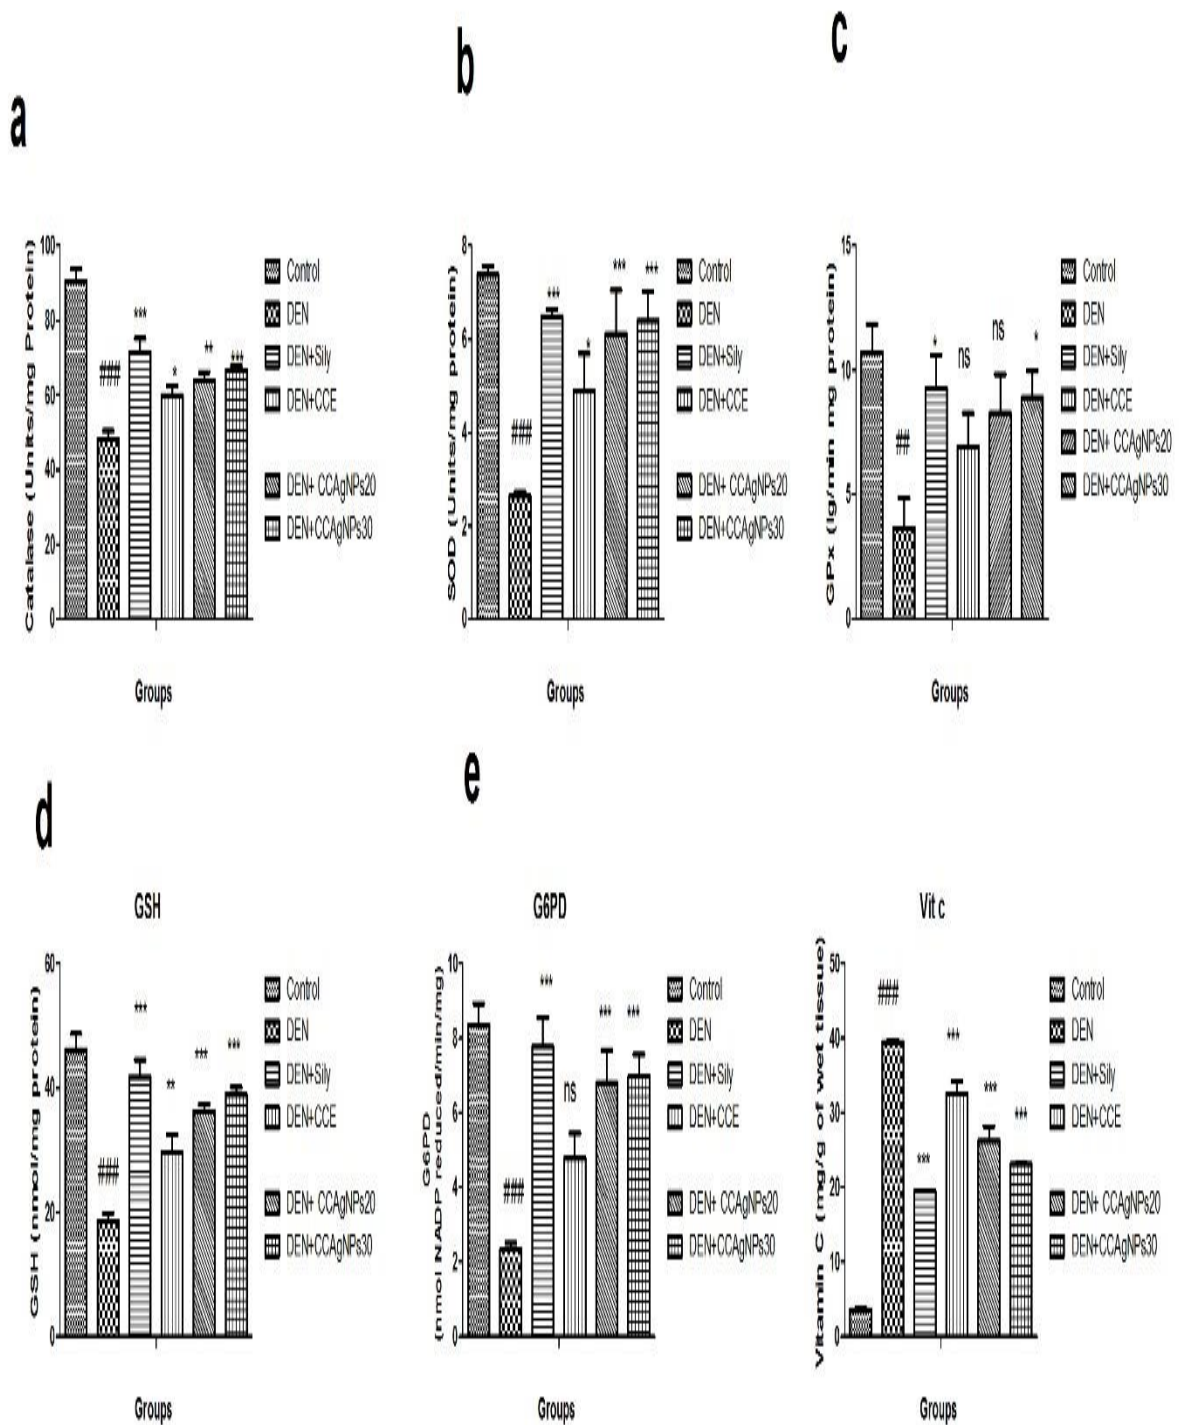 a
Catalase (Units/mg Protein)
100
80
60
40
20
0
###
***
*
**
***
Groups
Control
DEN
DEN+Sily
DEN+CCE
DEN+ CCAgNPs20
DEN+CCAgNPs30
b
SOD (Units/mg protein)
8
6
4
2
0
###
***
*
***
***
Groups
Control
DEN
DEN+Sily
DEN+CCE
DEN+ CCAgNPs20
DEN+CCAgNPs30
c
GPx (Ig/min mg protein)
15
10
5
0
##
*
ns
ns
*
Groups
Control
DEN
DEN+Sily
DEN+CCE
DEN+ CCAgNPs20
DEN+CCAgNPs30
d
GSH
GSH (nmol/mg protein)
60
40
20
0
###
***
**
***
***
Groups
Control
DEN
DEN+Sily
DEN+CCE
DEN+ CCAgNPs20
DEN+CCAgNPs30
e
G6PD
G6PD
(nmol NADP reduced/min/mg)
10
8
6
4
2
0
###
***
ns
***
***
Groups
Control
DEN
DEN+Sily
DEN+CCE
DEN+ CCAgNPs20
DEN+CCAgNPs30
Vit c
Vitamin C (mg/g of wet tissue)
50
40
30
20
10
0
###
***
***
***
***
Groups
Control
DEN
DEN+Sily
DEN+CCE
DEN+ CCAgNPs20
DEN+CCAgNPs30